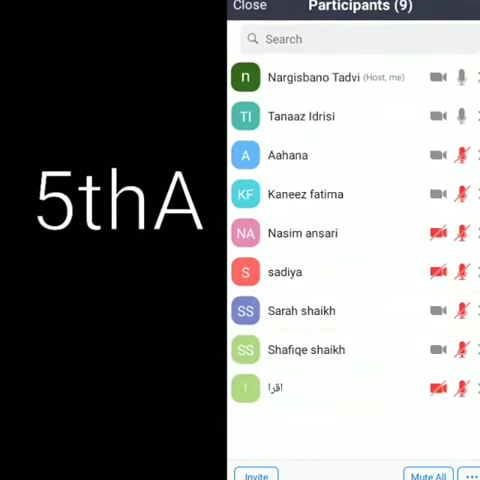 5thA
Close
Participants (9)
Search
n
Nargisbano Tadvi (Host, me)
TI
Tanaaz Idrisi
A
Aahana
KF
Kaneez fatima
NA
Nasim ansari
S
sadiya
SS
Sarah shaikh
SS
Shafiqe shaikh
ا
اقرا
Invite
Mute All